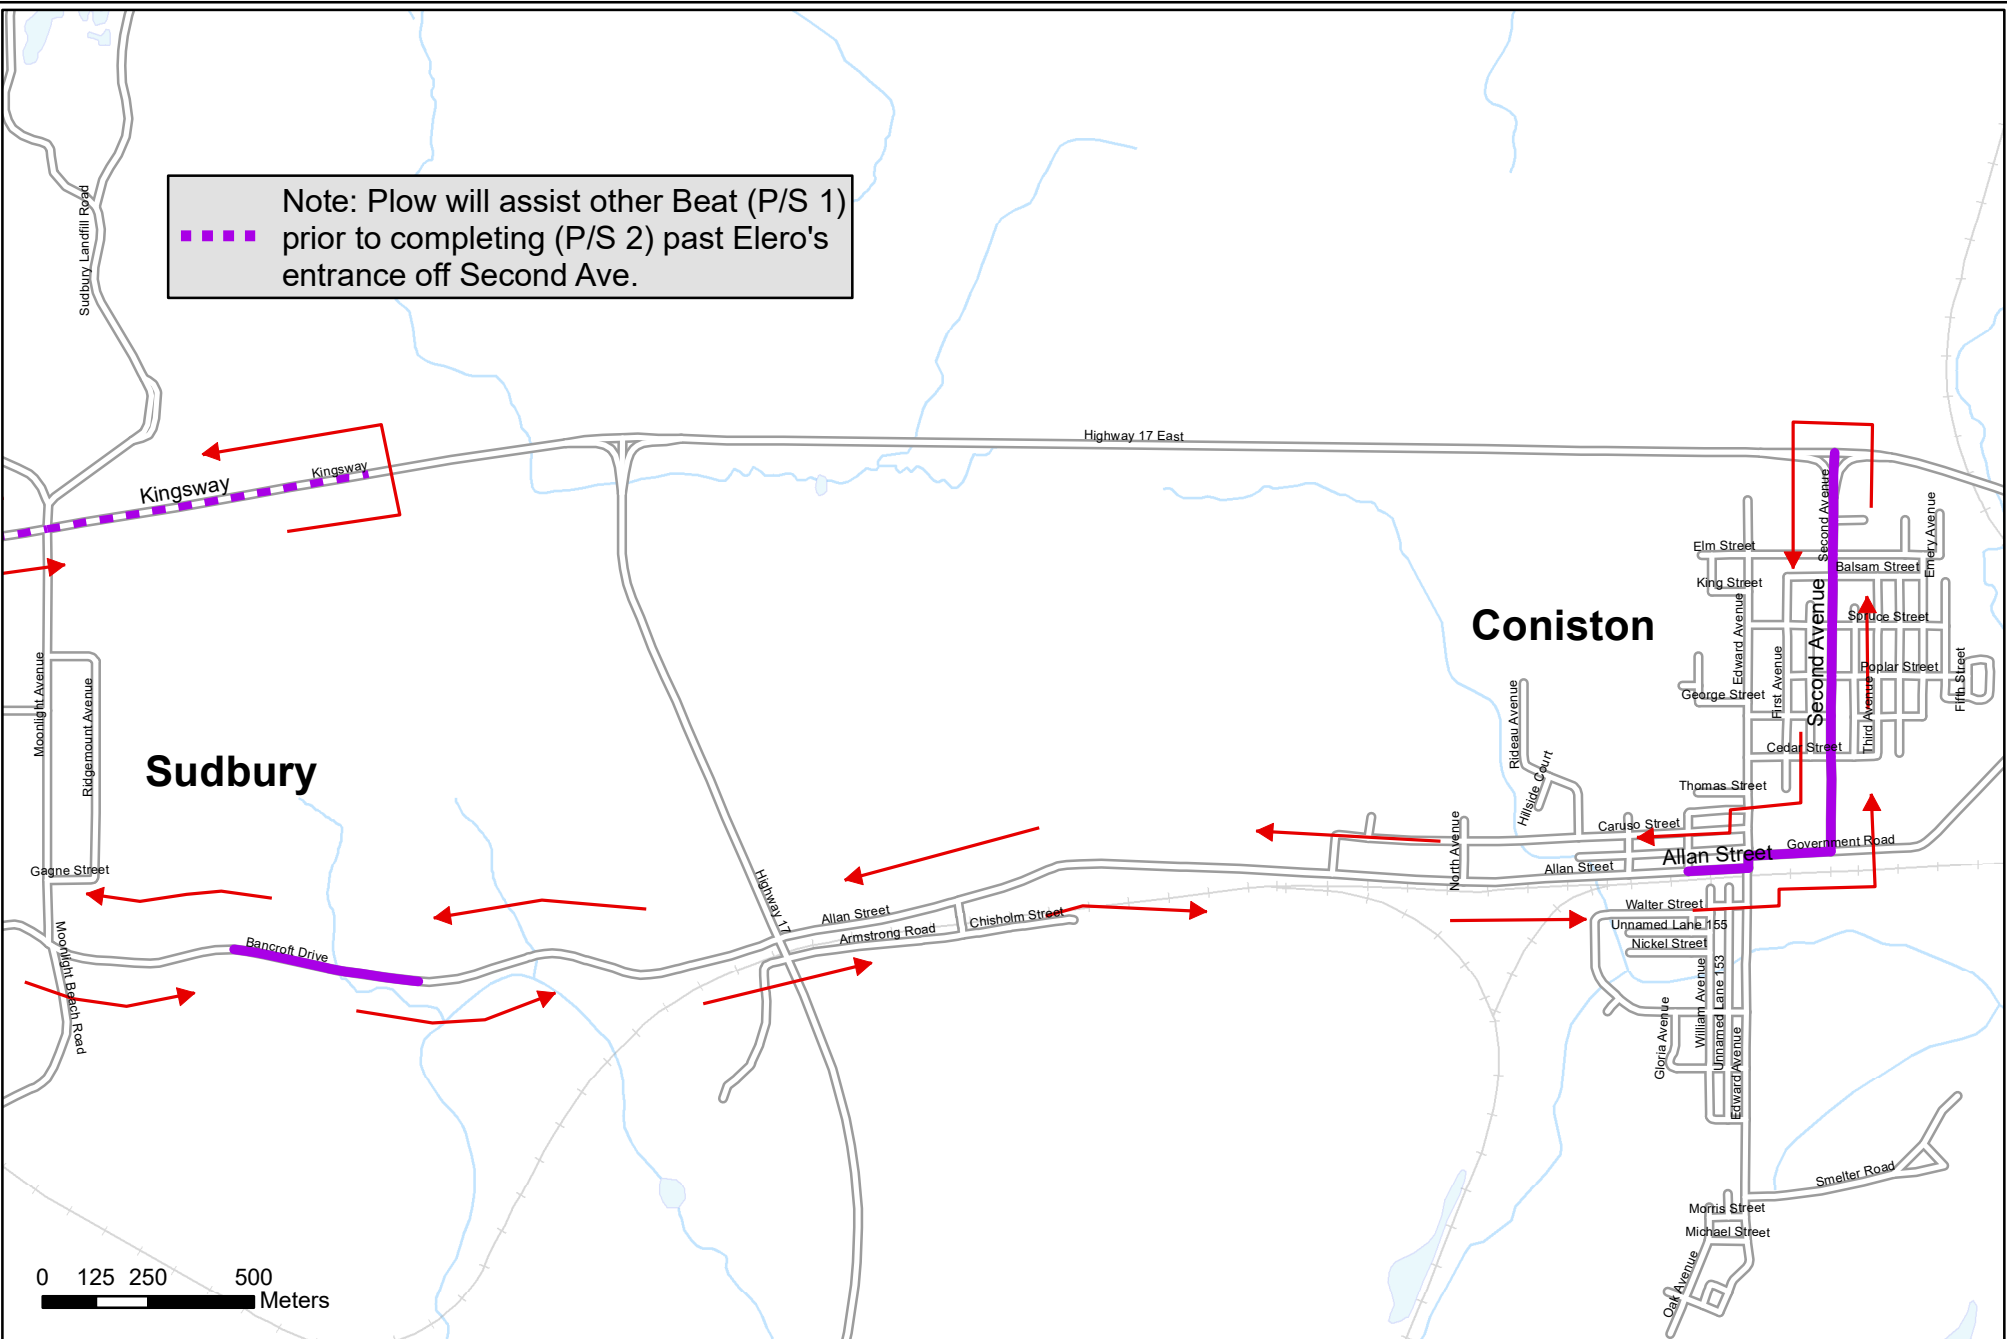 Note: Plow will assist other Beat (P/S 1)
prior to completing (P/S 2) past Elero's
entrance off Second Ave.
Sudbury Landfill Road
Highway 17 East
Kingsway
Kingsway
Second Avenue
Emery Avenue
Elm Street
Balsam Street
King Street
Coniston
Edward Avenue
Second Avenue
Spruce Street
Moonlight Avenue
Ridgemount Avenue
Rideau Avenue
George Street
First Avenue
Poplar Street
Third Avenue
Fifth Street
Sudbury
Cedar Street
Hillside Court
Thomas Street
Caruso Street
Government Road
Allan Street
Gagne Street
North Avenue
Allan Street
Highway 17
Allan Street
Chisholm Street
Armstrong Road
Walter Street
Unnamed Lane 155
Nickel Street
Bancroft Drive
Moonlight Beach Road
William Avenue
Unnamed Lane 153
Gloria Avenue
Edward Avenue
Smelter Road
Morris Street
Michael Street
Oak Avenue
0 125 250 500
Meters